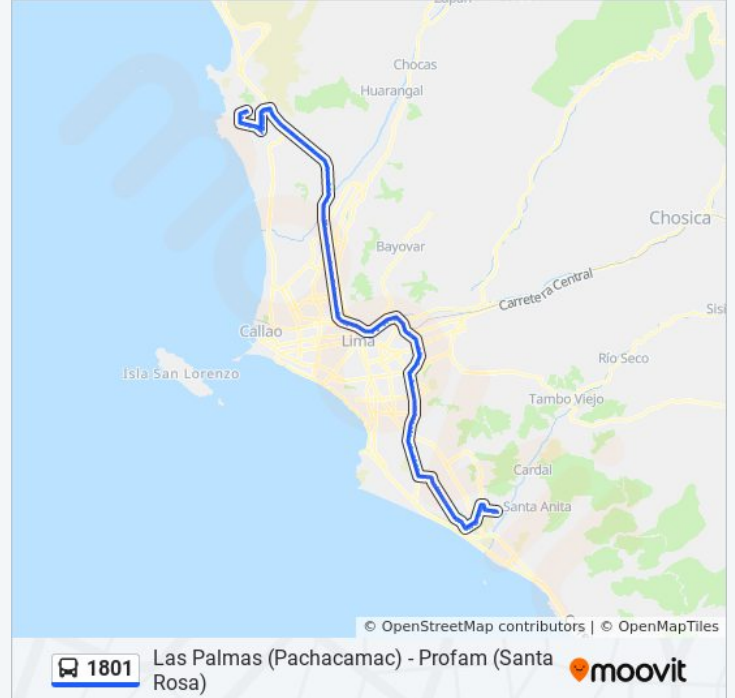 Chocas
Huarangal
Chosica
Bayovar
Carretera Central
Sisi
Callao
Lima
Río Seco
Isla San Lorenzo
Tambo Viejo
Cardal
Santa Anita
© OpenStreetMap contributors | © OpenMapTiles
1801
Las Palmas (Pachacamac) - Profam (Santa
Rosa)
moovit